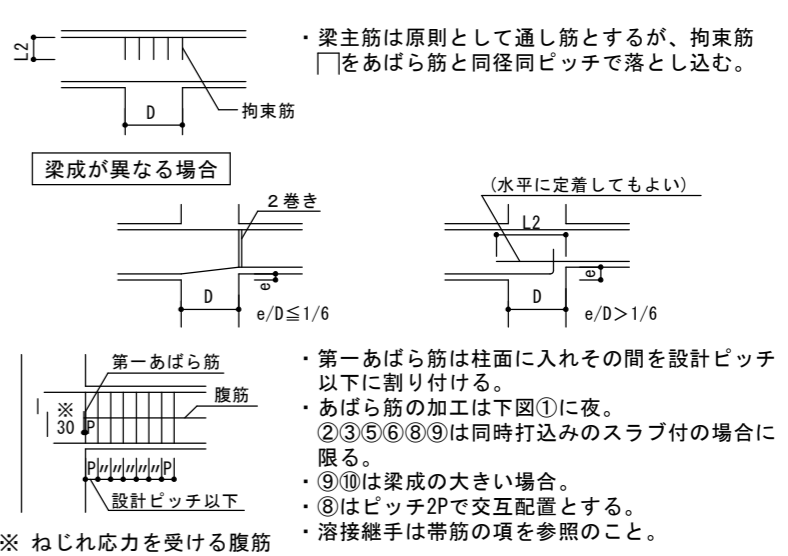 L2
・梁主筋は原則として通し筋とするが、拘束筋
をあばら筋と同径同ピッチで落とし込む。
D
拘束筋
梁成が異なる場合
2巻き
D
e
e/D≦1/6
(水平に定着してもよい)
L2
D
e
e/D＞1/6
第一あばら筋
腹筋
※
30
P
P〃〃〃〃〃P
設計ピッチ以下
※ ねじれ応力を受ける腹筋
・第一あばら筋は柱面に入れその間を設計ピッチ
以下に割り付ける。
・あばら筋の加工は下図①に夜。
②③⑤⑥⑧⑨は同時打込みのスラブ付の場合に
限る。
・⑨⑩は梁成の大きい場合。
・⑧はピッチ2Pで交互配置とする。
・溶接継手は帯筋の項を参照のこと。